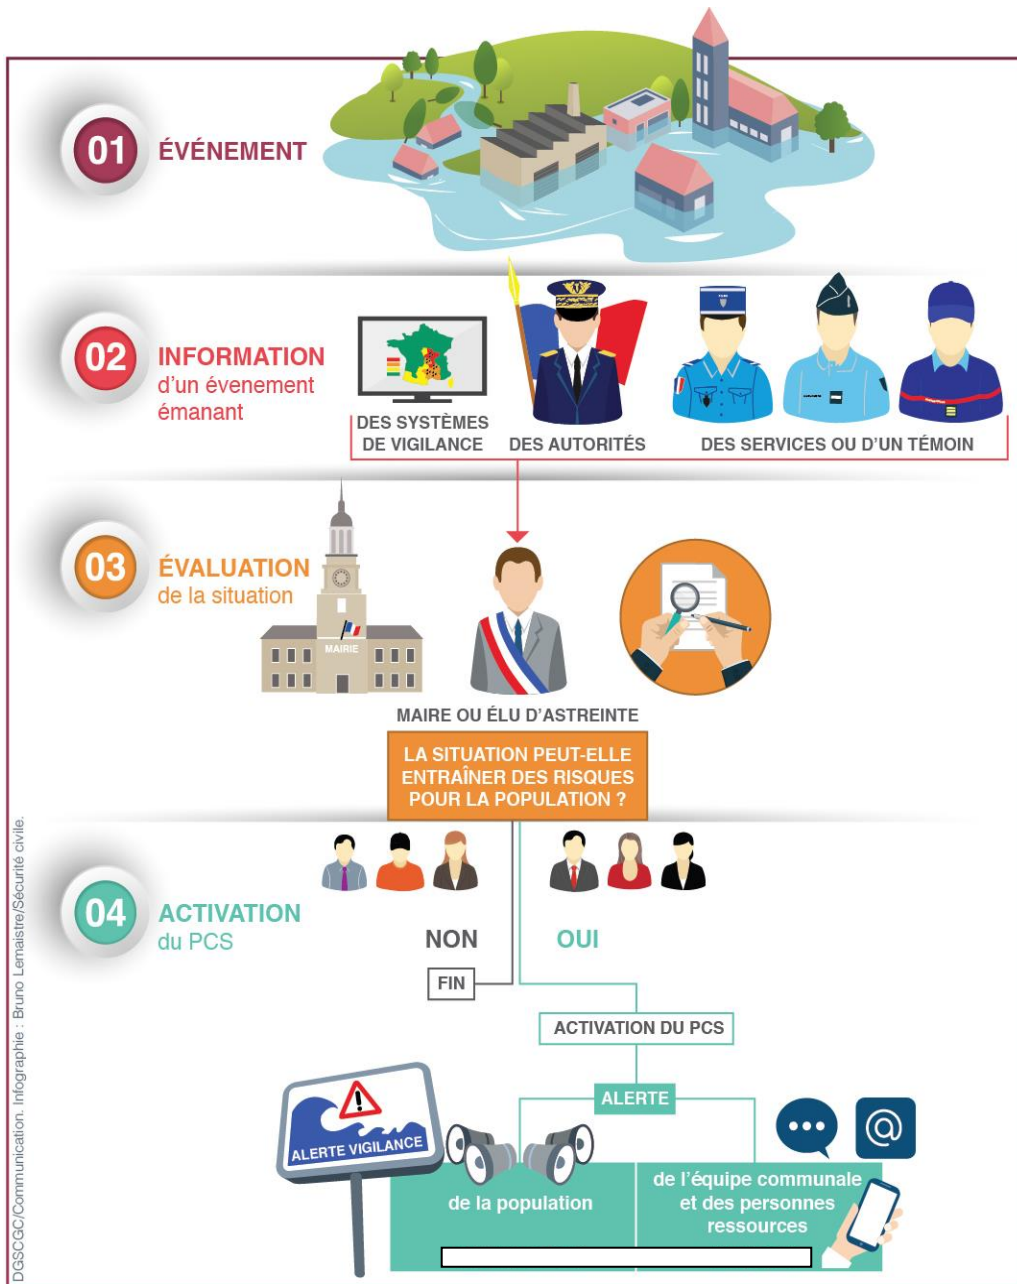 01
ÉVÉNEMENT
02
INFORMATION
d'un évenement
émanant
DES SYSTÈMES
DE VIGILANCE
DES AUTORITÉS
DES SERVICES OU D'UN TÉMOIN
03
ÉVALUATION
de la situation
MAIRIE
MAIRE OU ÉLU D'ASTREINTE
LA SITUATION PEUT-ELLE
ENTRAÎNER DES RISQUES
POUR LA POPULATION ?
04
ACTIVATION
du PCS
NON
OUI
FIN
ACTIVATION DU PCS
ALERTE
ALERTE VIGILANCE
@
de la population
de l'équipe communale
et des personnes
ressources
DGSCGC/Communication. Infographie : Bruno Lemaistre/Sécurité civile.